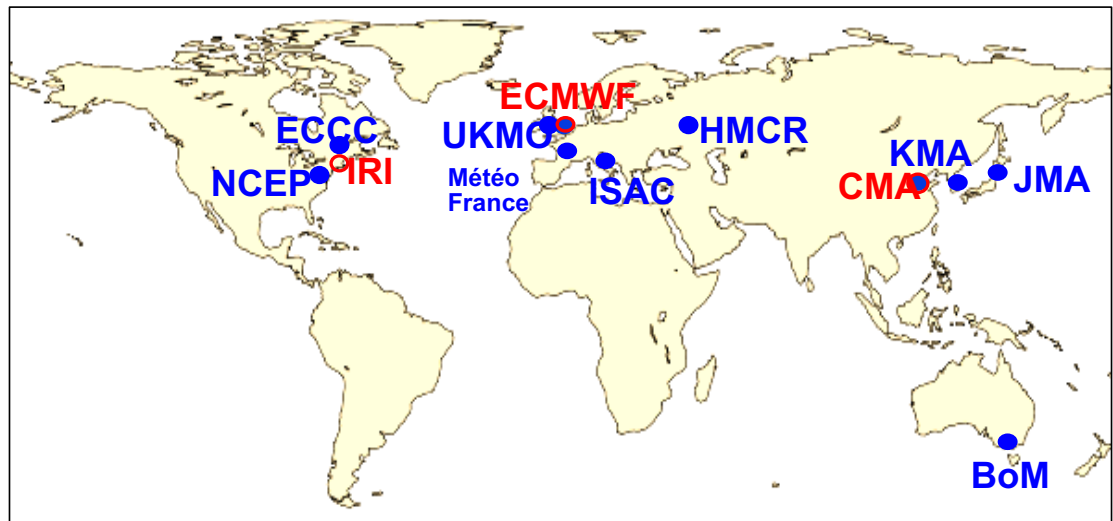 ECMWF
ECCC
UKMO
HMCR
IRI
NCEP
Météo
France
ISAC
KMA
CMA
JMA
BoM